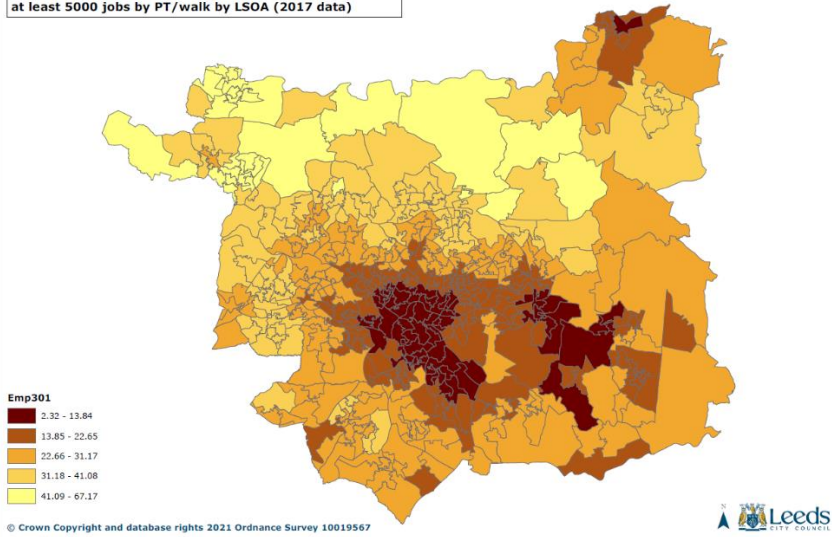 at least 5000 jobs by PT/walk by LSOA (2017 data)
Emp301
2.32 - 13.84
13.85 - 22.65
22.66 - 31.17
31.18 - 41.08
41.09 - 67.17
© Crown Copyright and database rights 2021 Ordnance Survey 10019567
N
Leeds
CITY COUNCIL